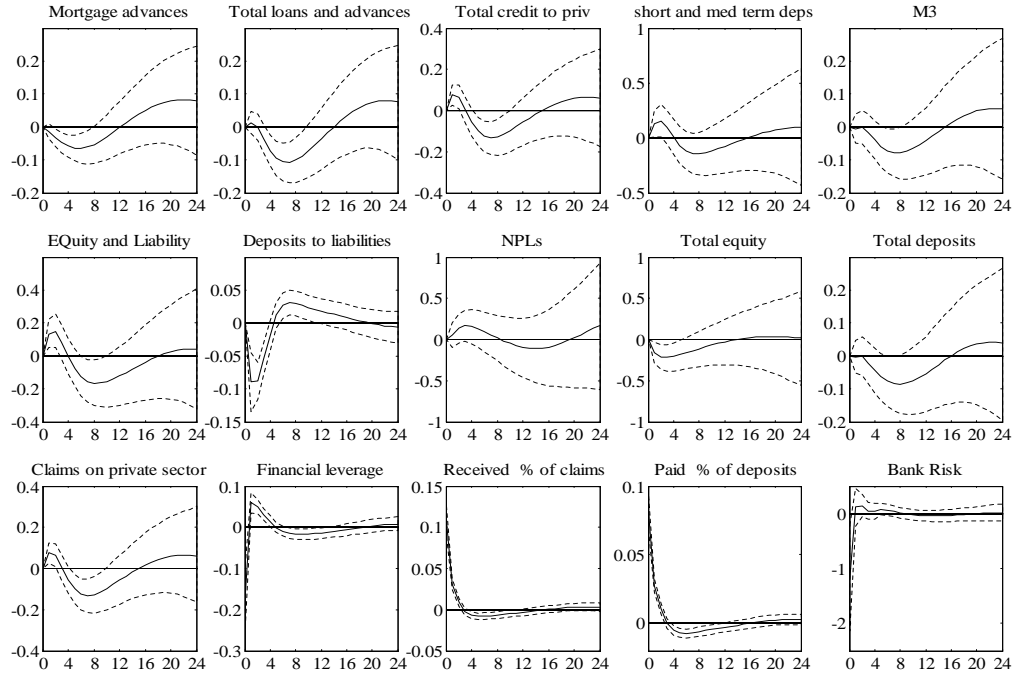 Mortgage advances Total loans and advances Total credit to priv short and med term deps M3
0.2 0.2 0.4 1 0.2
0.1 0.1 0.2 0.5 0.1
0 0 0 0 0
-0.1 -0.1 -0.2 -0.1
-0.2 -0.2 -0.4 -0.5 -0.2
0 4 8 12 16 20 24 0 4 8 12 16 20 24 0 4 8 12 16 20 24 0 4 8 12 16 20 24 0 4 8 12 16 20 24
EQuity and Liability Deposits to liabilities NPLs Total equity Total deposits
0.4 0.05 1 1 0.2
0.2 0 0.5 0.5 0.1
0 -0.05 0 0 0
-0.2 -0.1 -0.5 -0.5 -0.1
-0.4 -0.15 -1 -1 -0.2
0 4 8 12 16 20 24 0 4 8 12 16 20 24 0 4 8 12 16 20 24 0 4 8 12 16 20 24 0 4 8 12 16 20 24
Claims on private sector Financial leverage Received % of claims Paid % of deposits Bank Risk
0.4 0.1 0.15 0.1 0
0.2 0 0.1 0.05 -1
0 -0.1 0.05 0 -2
-0.2 -0.2 0
-0.4 -0.3 0.05
0 4 8 12 16 20 24 0 4 8 12 16 20 24 0 4 8 12 16 20 24 0 4 8 12 16 20 24 0 4 8 12 16 20 24